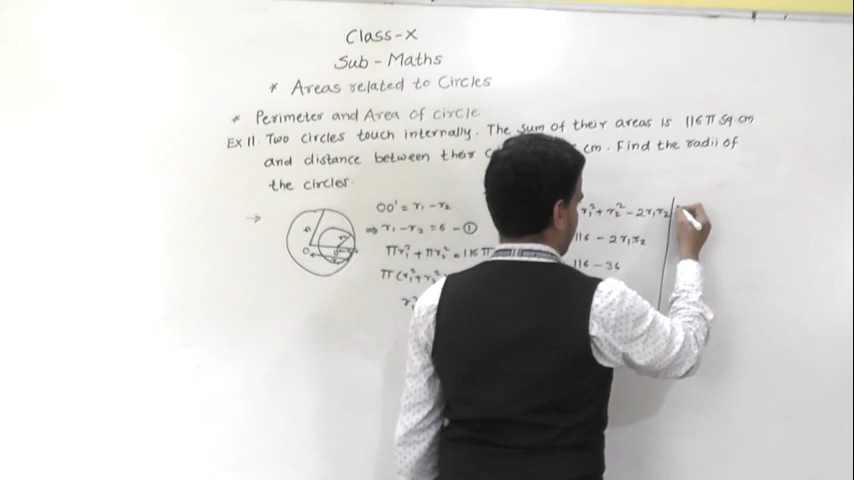 Class-X
Sub-Maths
* Areas related to Circles
* Perimeter and Area of circle
Ex 11. Two circles touch internally. The sum of their areas is 116π sq. cm
and distance between their cm. Find the radii of
the circles.
→ OO' = r₁ - r₂
⇒ r₁ - r₂ = 6 - ①
πr₁² + πr₂² = 116π
π(r₁² + r₂²
r₁² + r₂² - 2r₁r₂
116 - 2r₁r₂
116 - 36